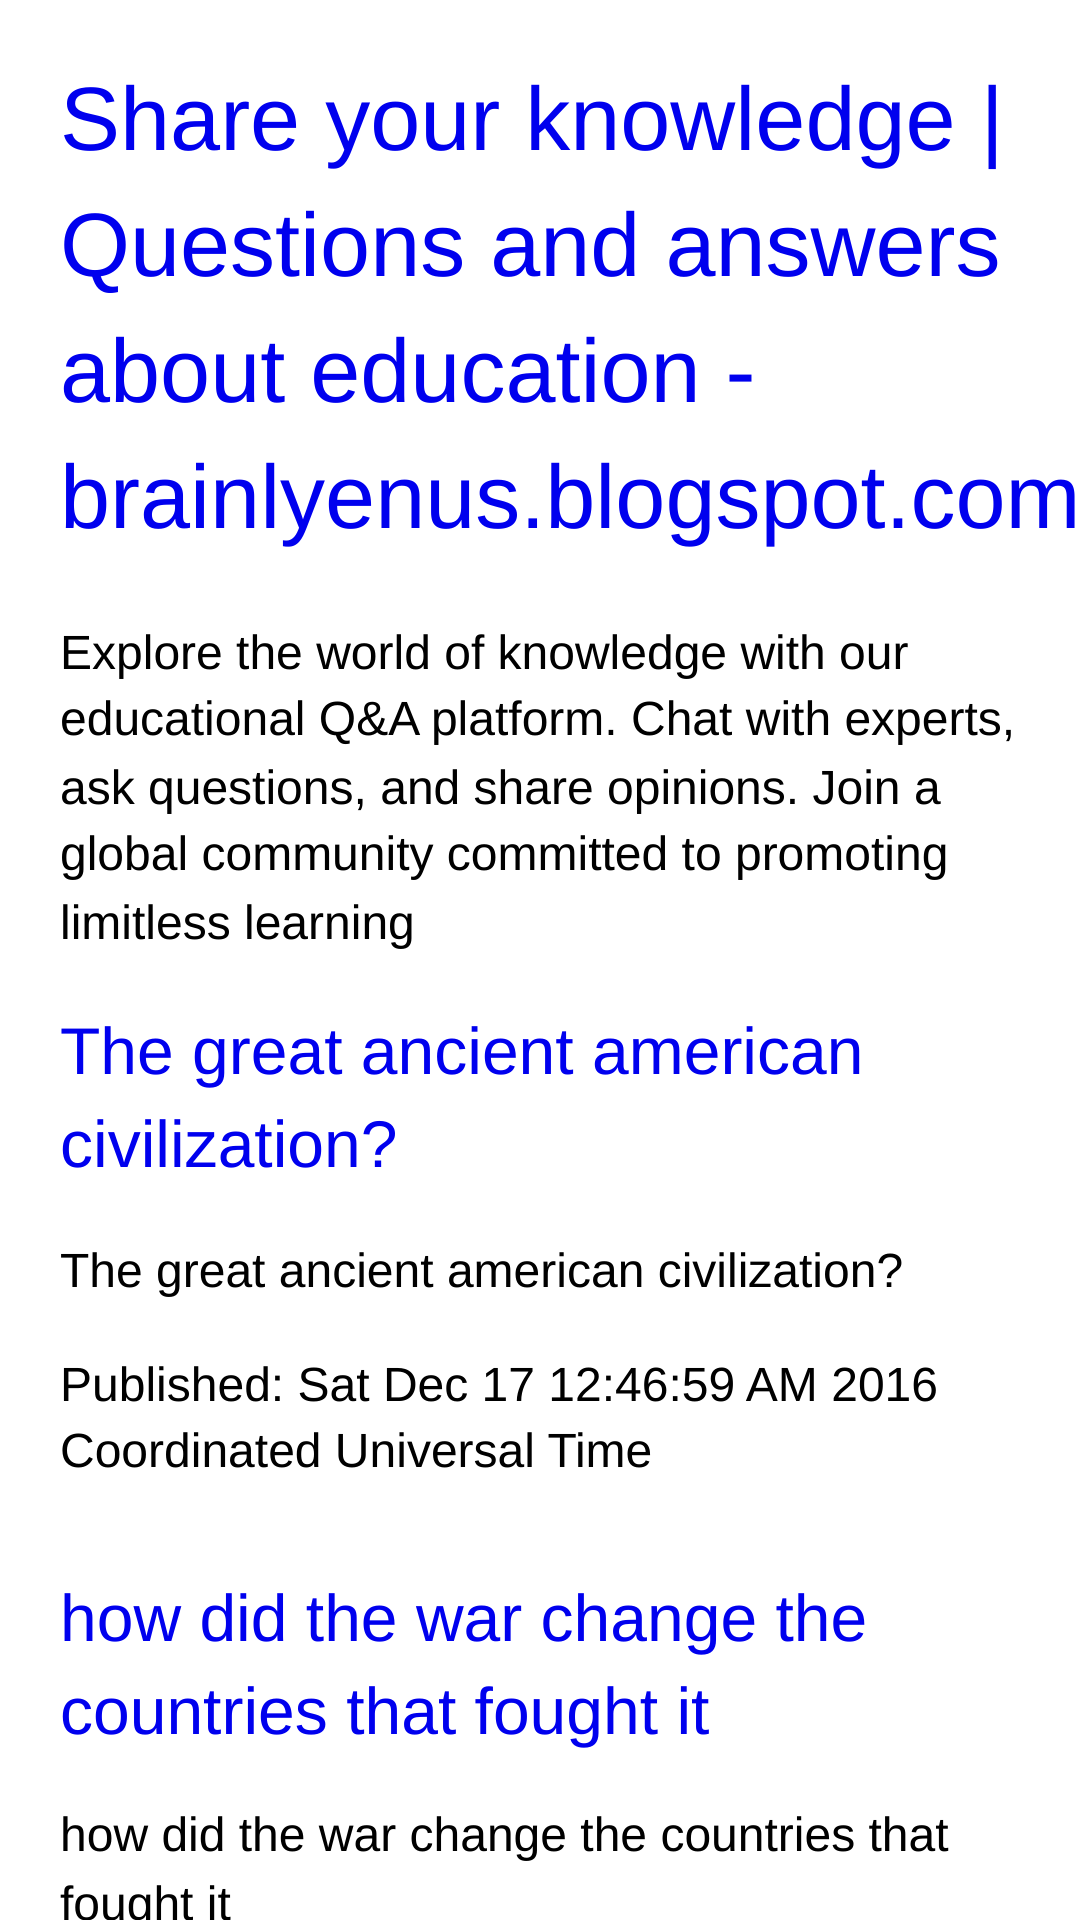 Share your knowledge |
Questions and answers
about education -
brainlyenus.blogspot.com
Explore the world of knowledge with our
educational Q&A platform. Chat with experts,
ask questions, and share opinions. Join a
global community committed to promoting
limitless learning
The great ancient american
civilization?
The great ancient american civilization?
Published: Sat Dec 17 12:46:59 AM 2016
Coordinated Universal Time
how did the war change the
countries that fought it
how did the war change the countries that
fought it